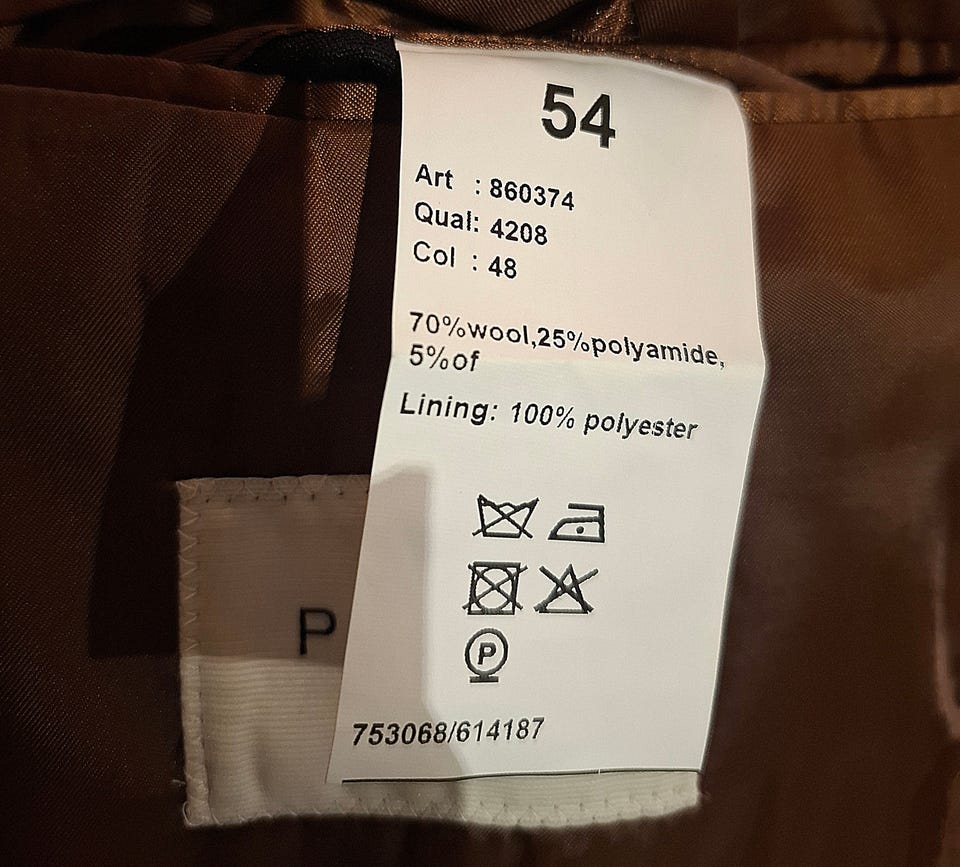 54
Art : 860374
Qual: 4208
Col : 48
70%wool,25%polyamide,
5%of
Lining: 100% polyester
P
P
753068/614187